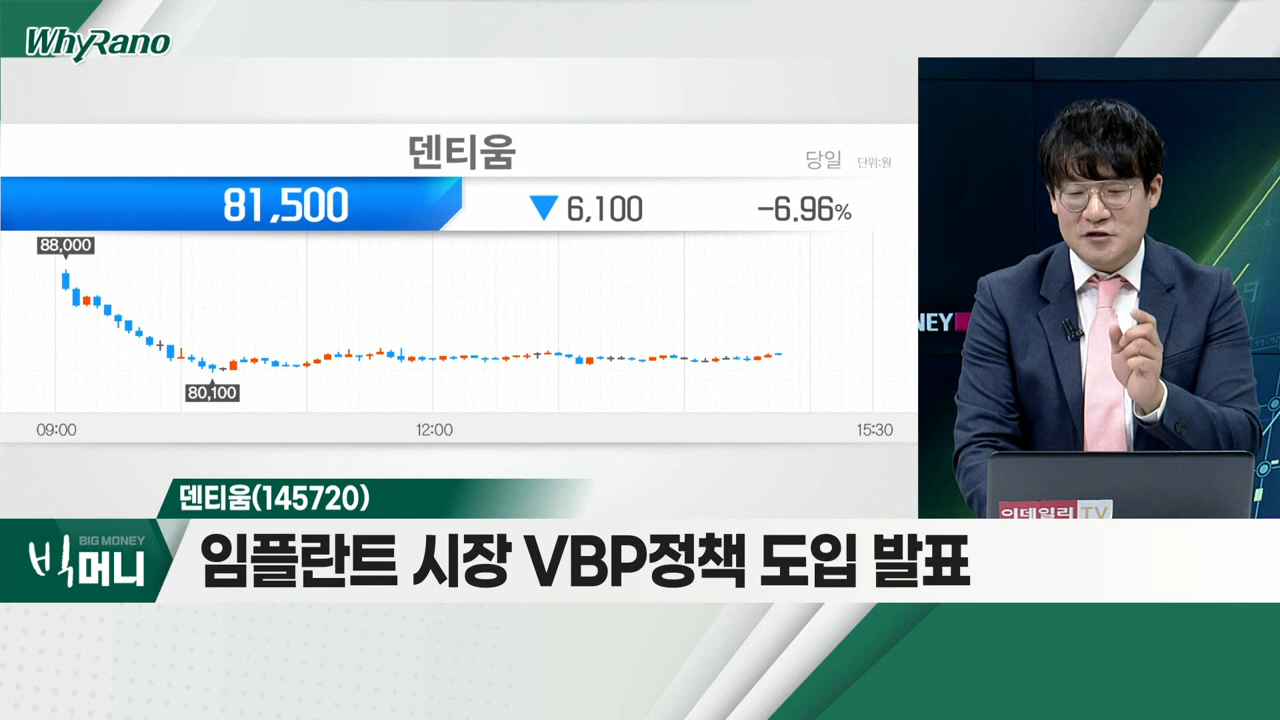 WhyRano
덴티움
당일 단위:원
81,500 ▼6,100 -6.96%
88,000
80,100
09:00 12:00 15:30
NEY
이데일리TV
덴티움(145720)
BIG MONEY
빅머니
임플란트 시장 VBP정책 도입 발표